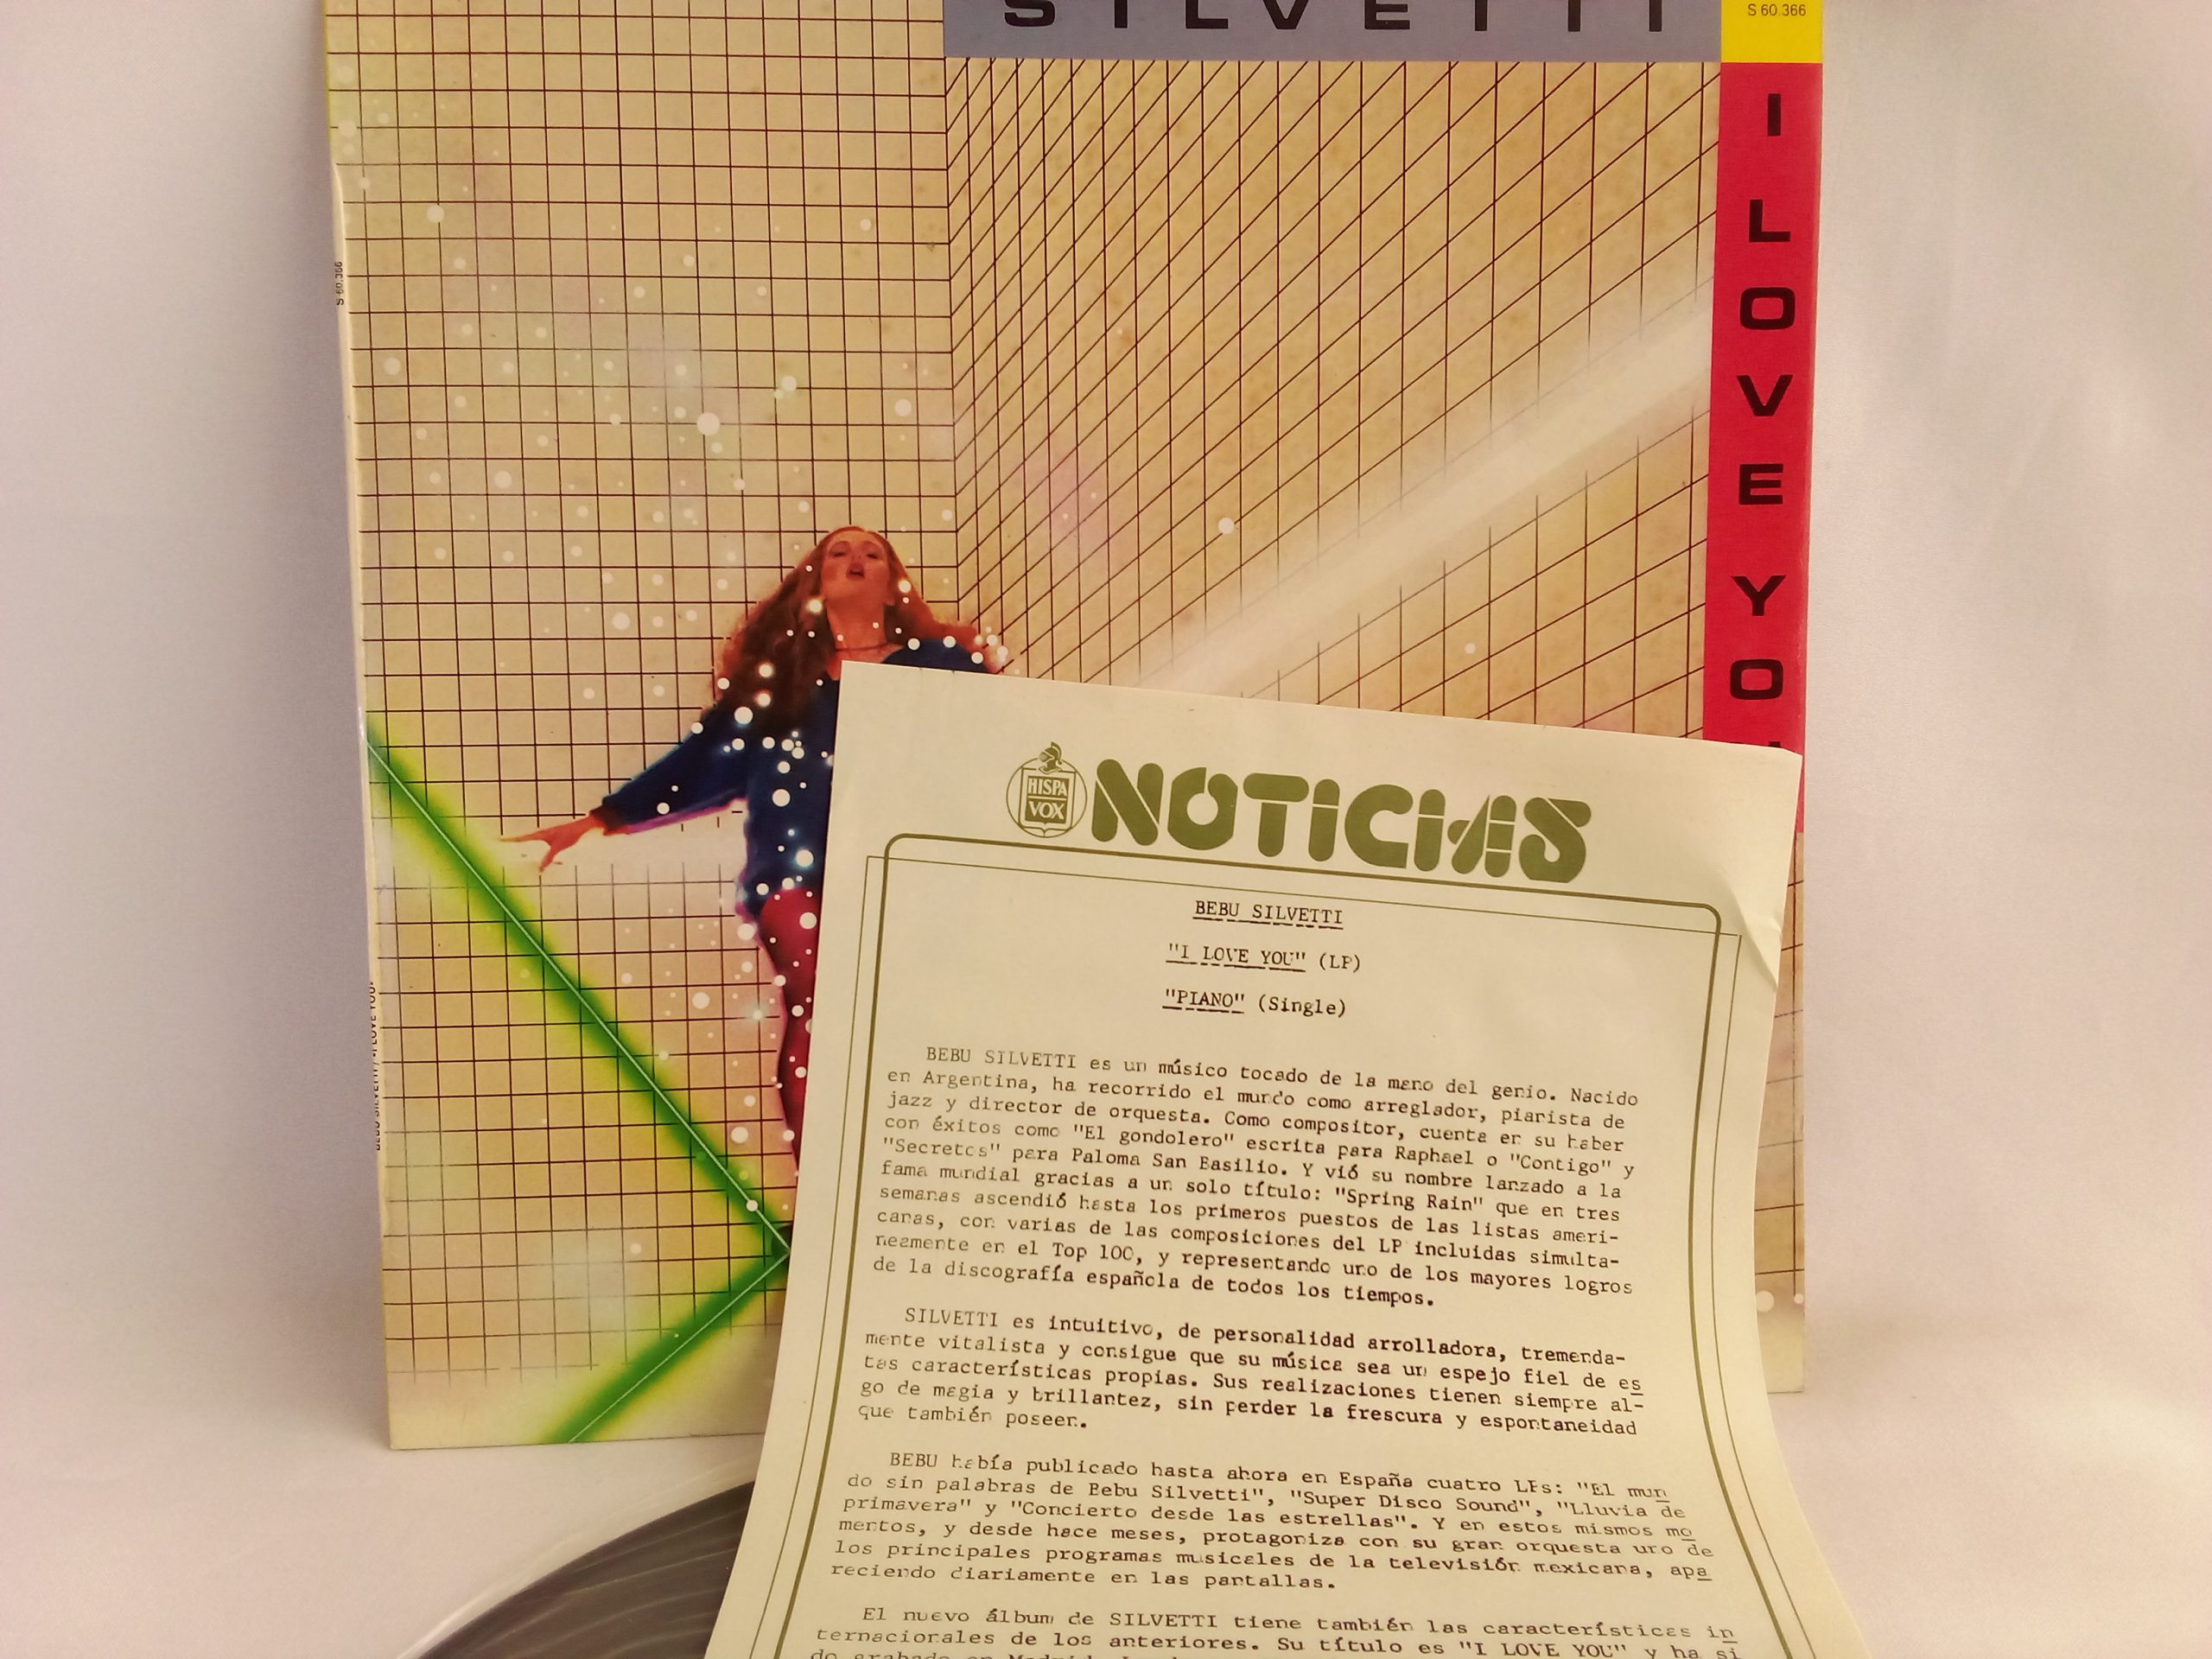 SILVETTI
S 60.366
I LOVE YO
S 60.366
BEBU SILVETTI / "I LOVE YOU"
HISPA
VOX
NOTICIAS
BEBU SILVETTI
"I LOVE YOU" (LP)
"PIANO" (Single)
BEBU SILVETTI es un músico tocado de la mano del genio. Nacido
en Argentina, ha recorrido el mundo como arreglador, pianista de
jazz y director de orquesta. Como compositor, cuenta en su haber
con éxitos como "El gondolero" escrita para Raphael o "Contigo" y
"Secretos" para Paloma San Basilio. Y vió su nombre lanzado a la
fama mundial gracias a un solo título: "Spring Rain" que en tres
semanas ascendió hasta los primeros puestos de las listas ameri-
canas, con varias de las composiciones del LP incluidas simulta-
neamente en el Top 100, y representando uno de los mayores logros
de la discografía española de todos los tiempos.
SILVETTI es intuitivo, de personalidad arrolladora, tremenda-
mente vitalista y consigue que su música sea un espejo fiel de es
tas características propias. Sus realizaciones tienen siempre al-
go de magia y brillantez, sin perder la frescura y espontaneidad
que también poseen.
BEBU había publicado hasta ahora en España cuatro LPs: "El mun
do sin palabras de Bebu Silvetti", "Super Disco Sound", "Lluvia de
primavera" y "Concierto desde las estrellas". Y en estos mismos mo
mentos, y desde hace meses, protagoniza con su gran orquesta uno de
los principales programas musicales de la televisión mexicana, apa
reciendo diariamente en las pantallas.
El nuevo álbum de SILVETTI tiene también las características in
ternacionales de los anteriores. Su título es "I LOVE YOU" y ha si
do grabado en Madrid,